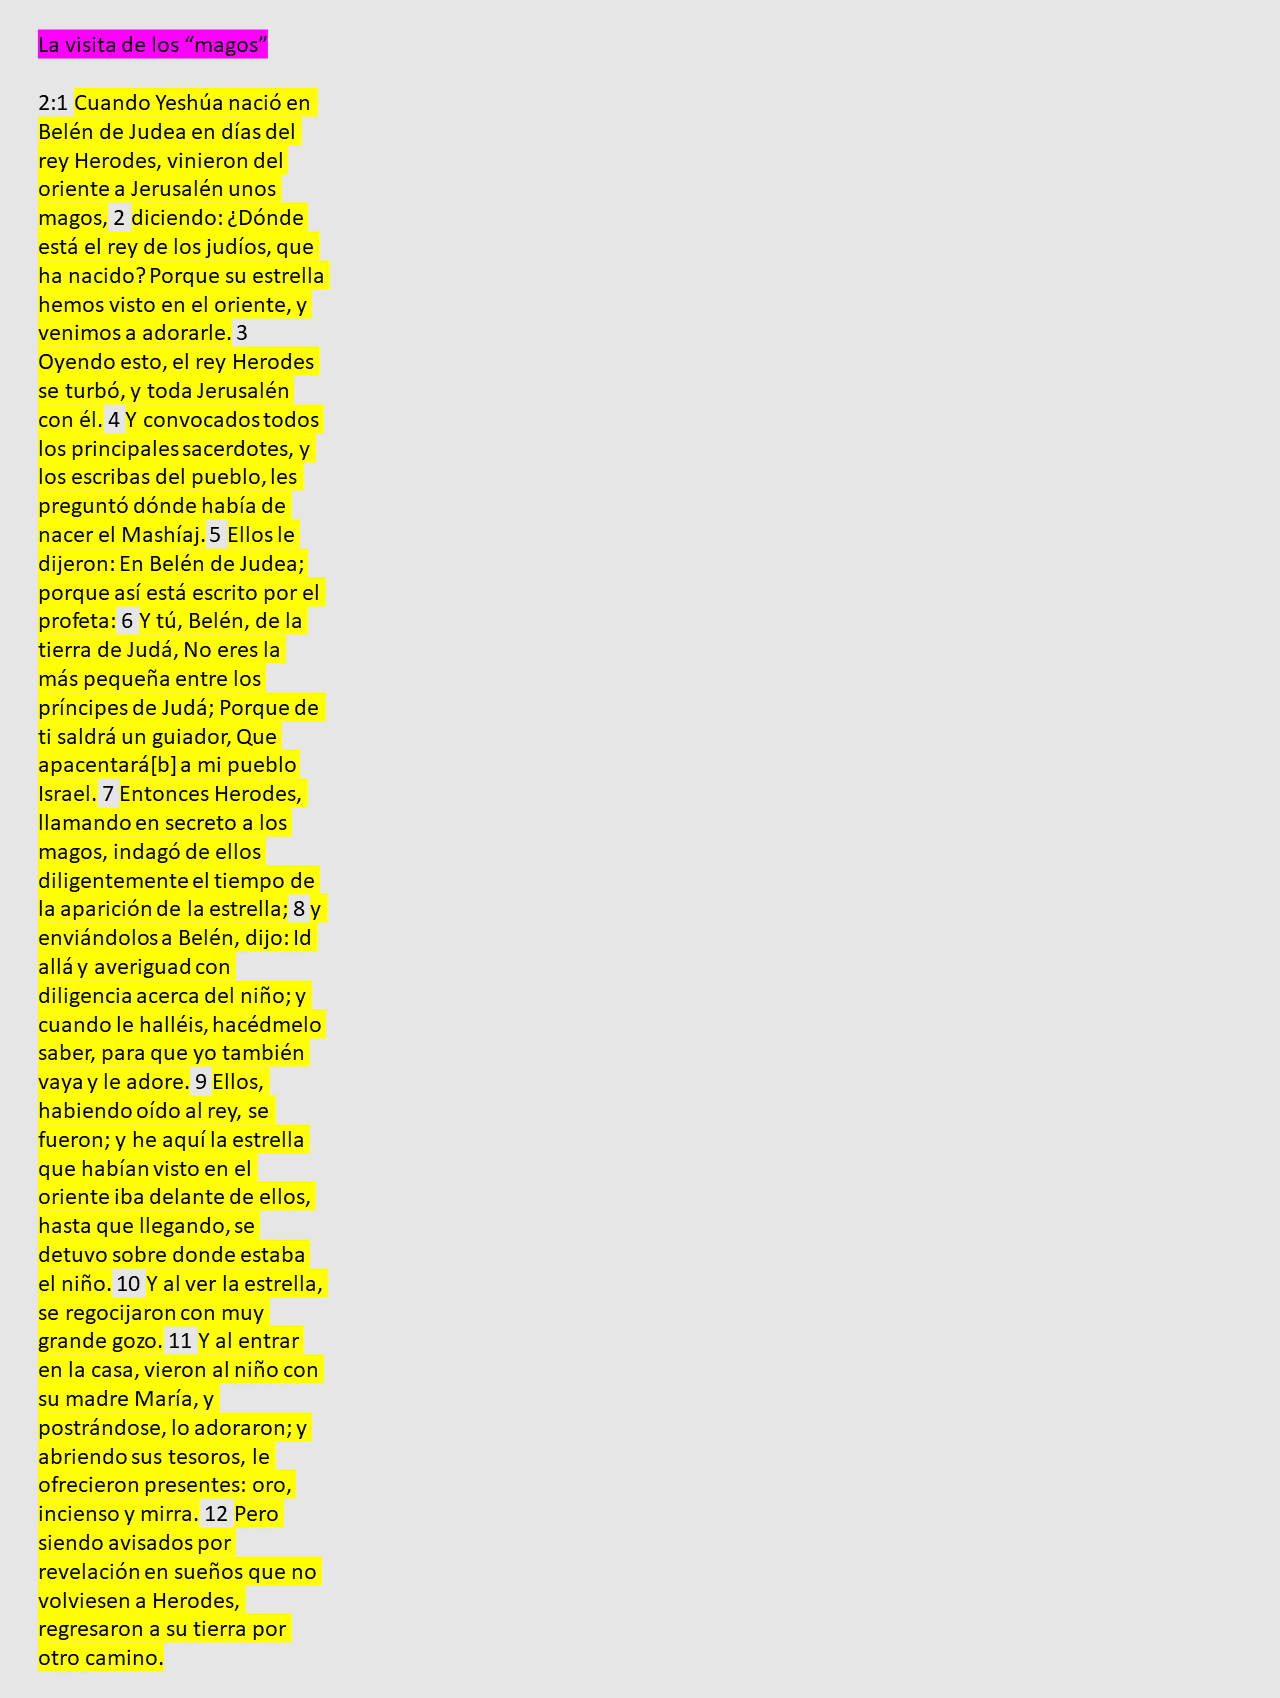 La visita de los “magos”
2:1 Cuando Yeshúa nació en
Belén de Judea en días del
rey Herodes, vinieron del
oriente a Jerusalén unos
magos, 2 diciendo: ¿Dónde
está el rey de los judíos, que
ha nacido? Porque su estrella
hemos visto en el oriente, y
venimos a adorarle. 3
Oyendo esto, el rey Herodes
se turbó, y toda Jerusalén
con él. 4 Y convocados todos
los principales sacerdotes, y
los escribas del pueblo, les
preguntó dónde había de
nacer el Mashíaj. 5 Ellos le
dijeron: En Belén de Judea;
porque así está escrito por el
profeta: 6 Y tú, Belén, de la
tierra de Judá, No eres la
más pequeña entre los
príncipes de Judá; Porque de
ti saldrá un guiador, Que
apacentará[b] a mi pueblo
Israel. 7 Entonces Herodes,
llamando en secreto a los
magos, indagó de ellos
diligentemente el tiempo de
la aparición de la estrella; 8 y
enviándolos a Belén, dijo: Id
allá y averiguad con
diligencia acerca del niño; y
cuando le halléis, hacédmelo
saber, para que yo también
vaya y le adore. 9 Ellos,
habiendo oído al rey, se
fueron; y he aquí la estrella
que habían visto en el
oriente iba delante de ellos,
hasta que llegando, se
detuvo sobre donde estaba
el niño. 10 Y al ver la estrella,
se regocijaron con muy
grande gozo. 11 Y al entrar
en la casa, vieron al niño con
su madre María, y
postrándose, lo adoraron; y
abriendo sus tesoros, le
ofrecieron presentes: oro,
incienso y mirra. 12 Pero
siendo avisados por
revelación en sueños que no
volviesen a Herodes,
regresaron a su tierra por
otro camino.